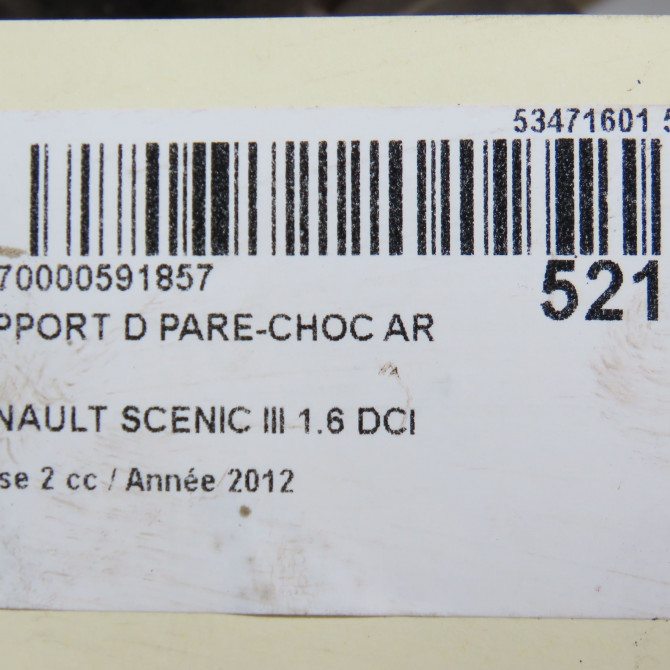 53471601 5
70000591857
521
PPORT D PARE-CHOC AR
NAULT SCENIC III 1.6 DCI
se 2 cc / Année 2012